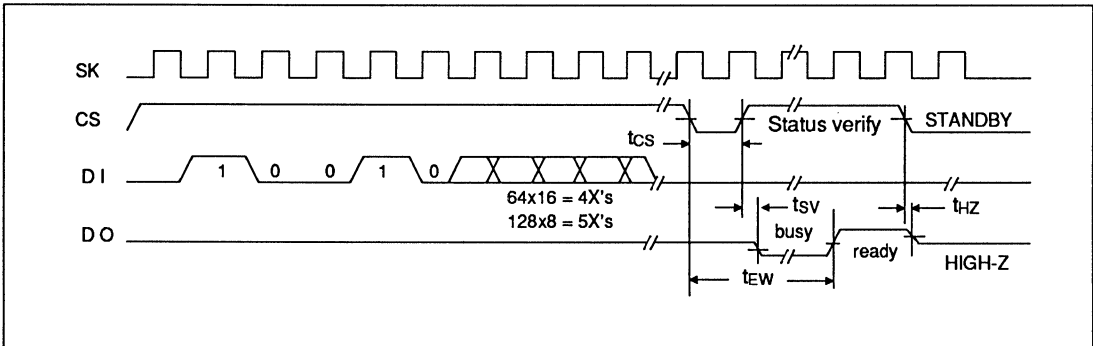 SK
CS
Status verify
STANDBY
tCS
DI
1 0 0 1 0
64x16 = 4X's
128x8 = 5X's
tSV
tHZ
DO
busy
ready
HIGH-Z
tEW